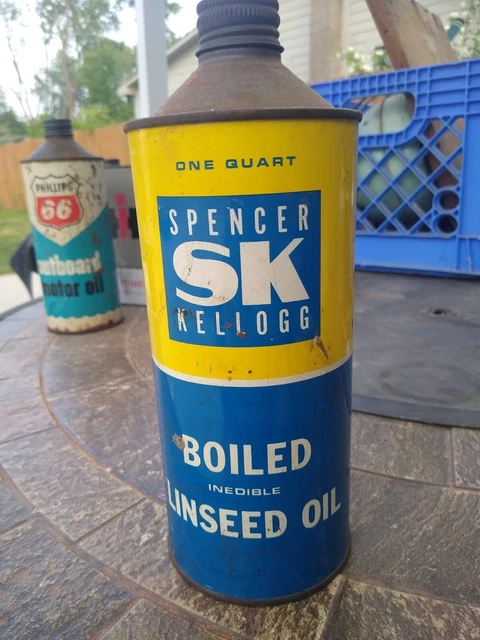 ONE QUART
SPENCER
SK
KELLOGG
BOILED
INEDIBLE
LINSEED OIL
PHILLIPS
66
outboard
motor oil